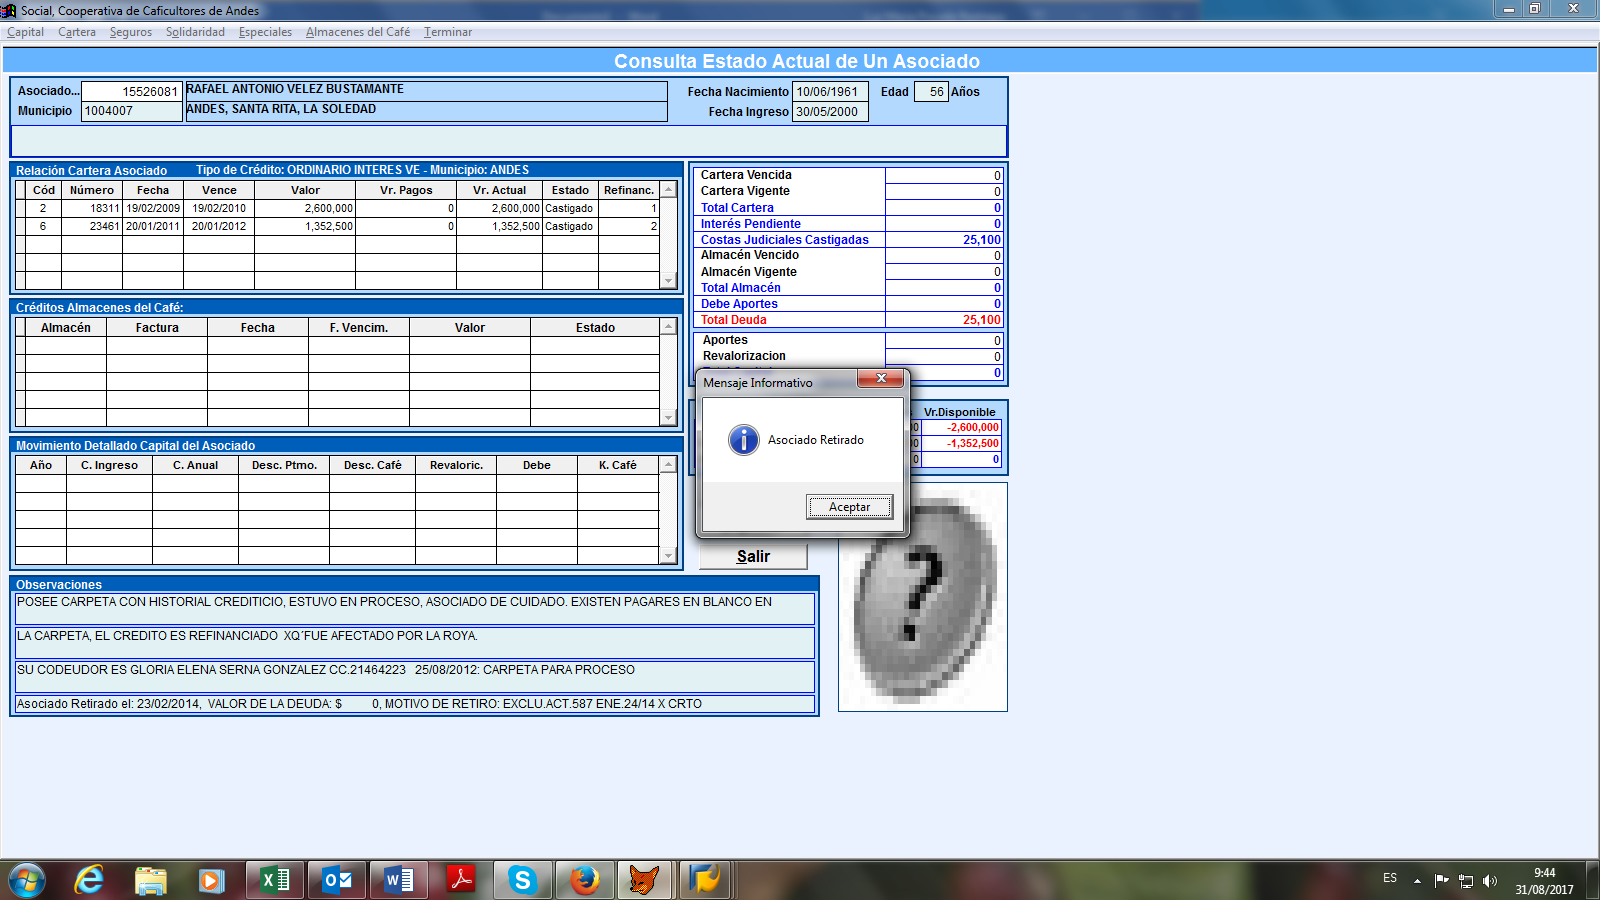 Social, Cooperativa de Caficultores de Andes
Capital Cartera Seguros Solidaridad Especiales Almacenes del Café Terminar
Consulta Estado Actual de Un Asociado
Asociado... 15526081 RAFAEL ANTONIO VELEZ BUSTAMANTE Fecha Nacimiento 10/06/1961 Edad 56 Años
Municipio 1004007 ANDES, SANTA RITA, LA SOLEDAD Fecha Ingreso 30/05/2000
Relación Cartera Asociado Tipo de Crédito: ORDINARIO INTERES VE - Municipio: ANDES
Cód Número Fecha Vence Valor Vr. Pagos Vr. Actual Estado Refinanc.
2 18311 19/02/2009 19/02/2010 2,600,000 0 2,600,000 Castigado 1
6 23461 20/01/2011 20/01/2012 1,352,500 0 1,352,500 Castigado 2
Cartera Vencida 0
Cartera Vigente 0
Total Cartera 0
Interés Pendiente 0
Costas Judiciales Castigadas 25,100
Almacén Vencido 0
Almacén Vigente 0
Total Almacén 0
Debe Aportes 0
Total Deuda 25,100
Aportes 0
Revalorizacion 0
0
Créditos Almacenes del Café:
Almacén Factura Fecha F. Vencim. Valor Estado
Mensaje Informativo
Asociado Retirado
Aceptar
Vr.Disponible
00 -2,600,000
00 -1,352,500
0 0
Movimiento Detallado Capital del Asociado
Año C. Ingreso C. Anual Desc. Ptmo. Desc. Café Revaloric. Debe K. Café
Salir
Observaciones
POSEE CARPETA CON HISTORIAL CREDITICIO, ESTUVO EN PROCESO, ASOCIADO DE CUIDADO. EXISTEN PAGARES EN BLANCO EN
LA CARPETA, EL CREDITO ES REFINANCIADO XQ´FUE AFECTADO POR LA ROYA.
SU CODEUDOR ES GLORIA ELENA SERNA GONZALEZ CC.21464223 25/08/2012: CARPETA PARA PROCESO
Asociado Retirado el: 23/02/2014, VALOR DE LA DEUDA: $ 0, MOTIVO DE RETIRO: EXCLU.ACT.587 ENE.24/14 X CRTO
?
ES
9:44
31/08/2017